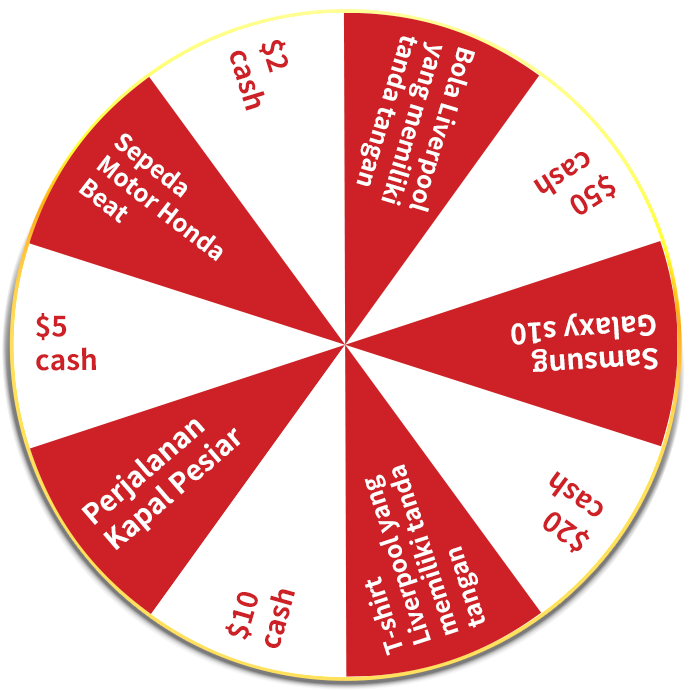 Bola Liverpool
yang memiliki
tanda tangan
$50
cash
Samsung
Galaxy s10
$20
cash
T-shirt
Liverpool yang
memiliki tanda
tangan
$10
cash
Perjalanan
Kapal Pesiar
$5
cash
Sepeda
Motor Honda
Beat
$2
cash